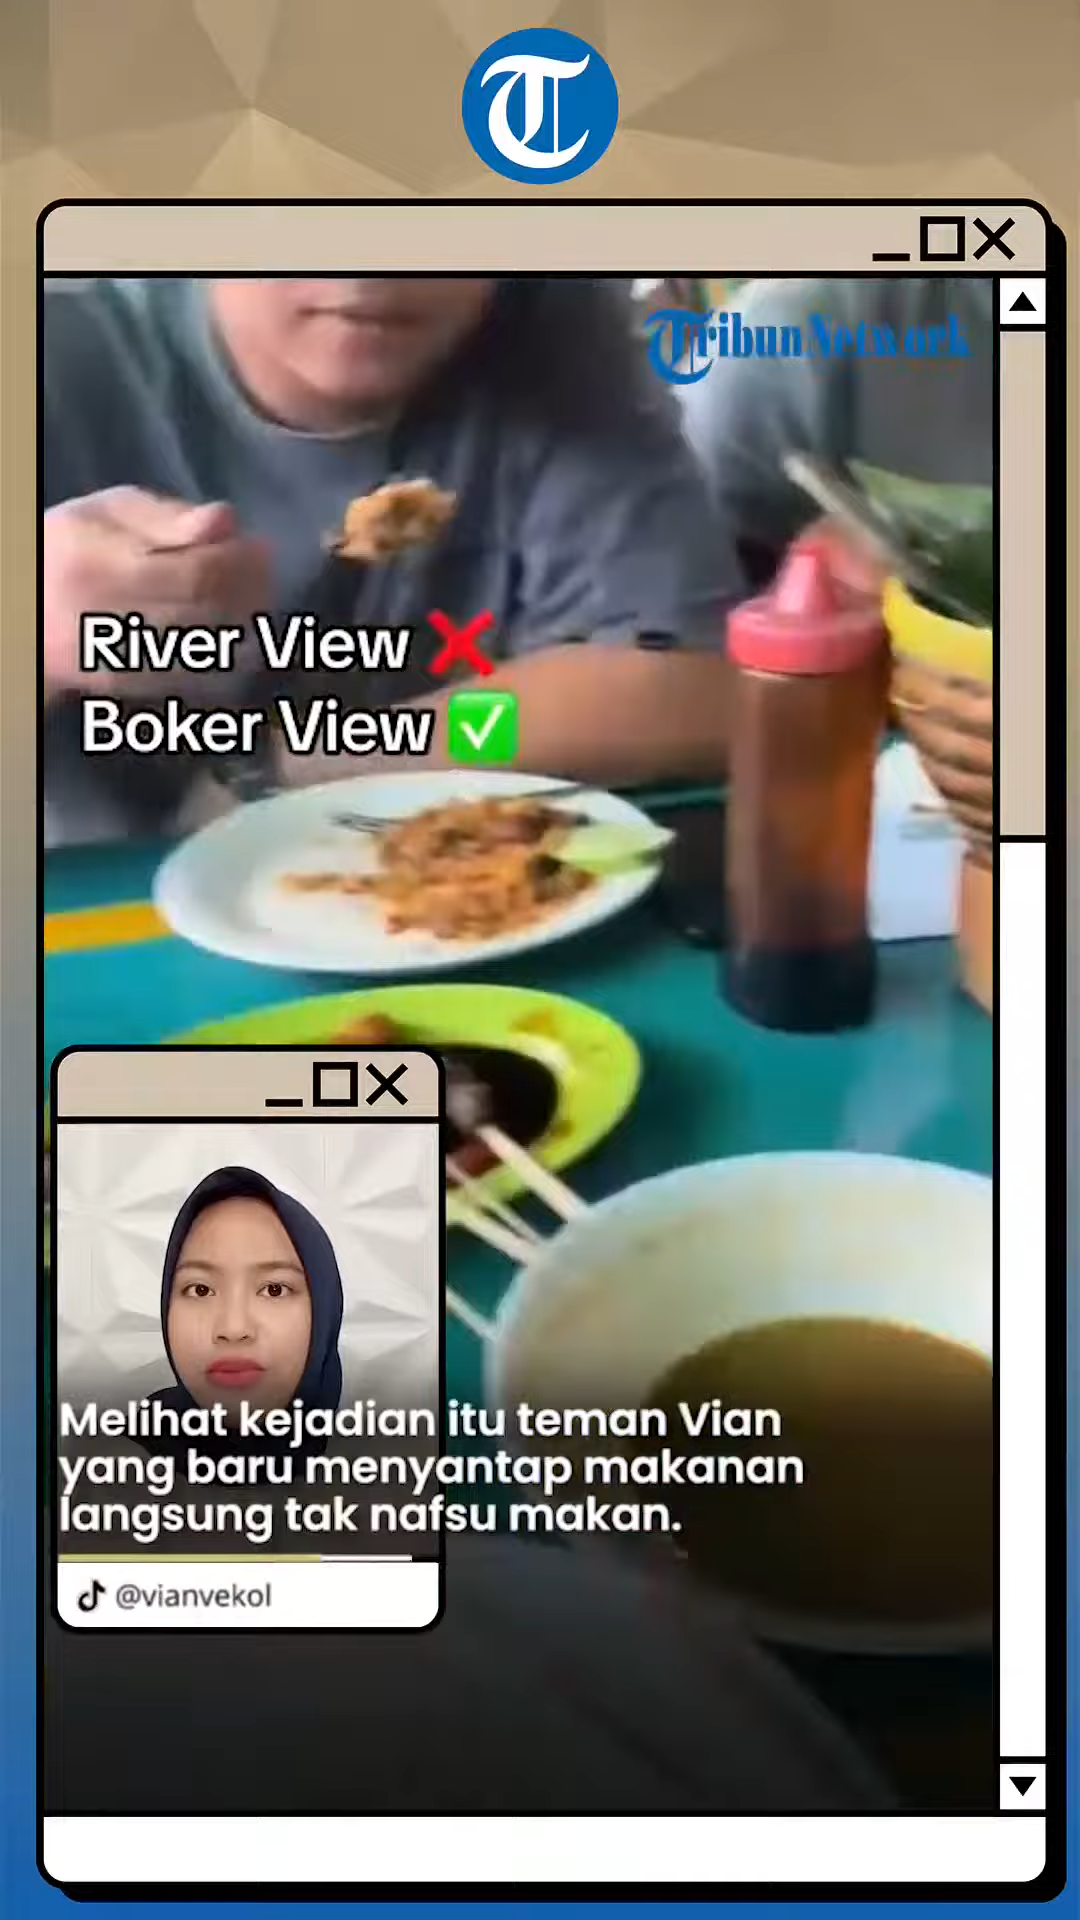 T
TribunNetwork
River View ❌
Boker View ✅
Melihat kejadian itu teman Vian
yang baru menyantap makanan
langsung tak nafsu makan.
@vianvekol